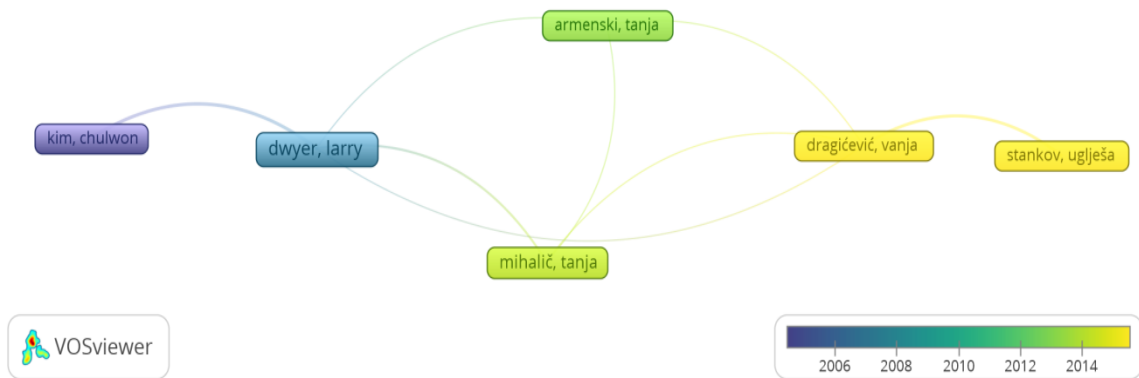 armenski, tanja
kim, chulwon
dwyer, larry
dragićević, vanja
stankov, uglješa
mihalič, tanja
VOSviewer
2006 2008 2010 2012 2014